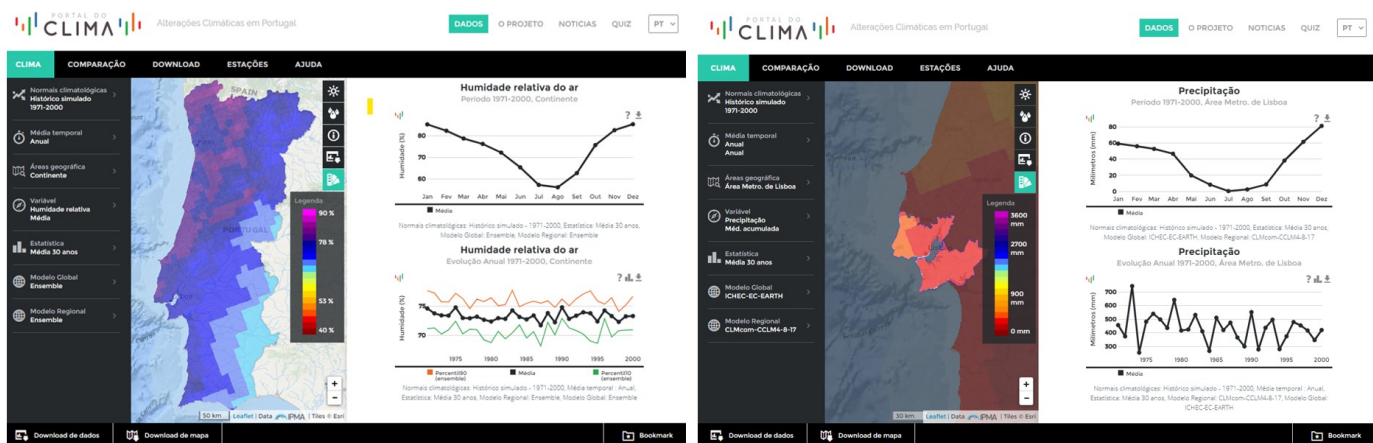 PORTAL DO
CLIMA
Alterações Climáticas em Portugal
DADOS
O PROJETO
NOTICIAS
QUIZ
PT
CLIMA
COMPARAÇÃO
DOWNLOAD
ESTAÇÕES
AJUDA
Normais climatológicas
Histórico simulado
1971-2000
Média temporal
Anual
Áreas geográfica
Continente
Variável
Humidade relativa
Média
Estatística
Média 30 anos
Modelo Global
Ensemble
Modelo Regional
Ensemble
SPAIN
PORTUGAL
Legenda
90 %
78 %
53 %
40 %
+
−
50 km
Leaflet | Data IPMA | Tiles © Esri
Humidade relativa do ar
Período 1971-2000, Continente
? 
Humidade (%)
80
70
60
Jan Fev Mar Abr Mai Jun Jul Ago Set Out Nov Dez
Média
Normais climatológicas: Histórico simulado - 1971-2000, Estatística: Média 30 anos,
Modelo Global: Ensemble, Modelo Regional: Ensemble
Humidade relativa do ar
Evolução Anual 1971-2000, Continente
?
Humidade (%)
75
70
1975 1980 1985 1990 1995 2000
Percentil90
(ensemble)
Média
Percentil10
(ensemble)
Normais climatológicas: Histórico simulado - 1971-2000, Média temporal : Anual,
Estatística: Média 30 anos, Modelo Regional: Ensemble, Modelo Global: Ensemble
Download de dados
Download de mapa
Bookmark
PORTAL DO
CLIMA
Alterações Climáticas em Portugal
DADOS
O PROJETO
NOTICIAS
QUIZ
PT
CLIMA
COMPARAÇÃO
DOWNLOAD
ESTAÇÕES
AJUDA
Normais climatológicas
Histórico simulado
1971-2000
Média temporal
Anual
Anual
Áreas geográfica
Área Metro. de Lisboa
Variável
Precipitação
Méd. acumulada
Estatística
Média 30 anos
Modelo Global
ICHEC-EC-EARTH
Modelo Regional
CLMcom-CCLM4-8-17
Legenda
3600
mm
2700
mm
900
mm
0 mm
+
−
30 km
Leaflet | Data IPMA | Tiles © Esri
Precipitação
Período 1971-2000, Área Metro. de Lisboa
?
Milímetros (mm)
80
60
40
20
0
Jan Fev Mar Abr Mai Jun Jul Ago Set Out Nov Dez
Média
Normais climatológicas: Histórico simulado - 1971-2000, Estatística: Média 30 anos,
Modelo Global: ICHEC-EC-EARTH, Modelo Regional: CLMcom-CCLM4-8-17
Precipitação
Evolução Anual 1971-2000, Área Metro. de Lisboa
?
Milímetros (mm)
700
600
500
400
300
1975 1980 1985 1990 1995 2000
Média
Normais climatológicas: Histórico simulado - 1971-2000, Média temporal : Anual,
Estatística: Média 30 anos, Modelo Regional: CLMcom-CCLM4-8-17, Modelo Global:
ICHEC-EC-EARTH
Download de dados
Download de mapa
Bookmark